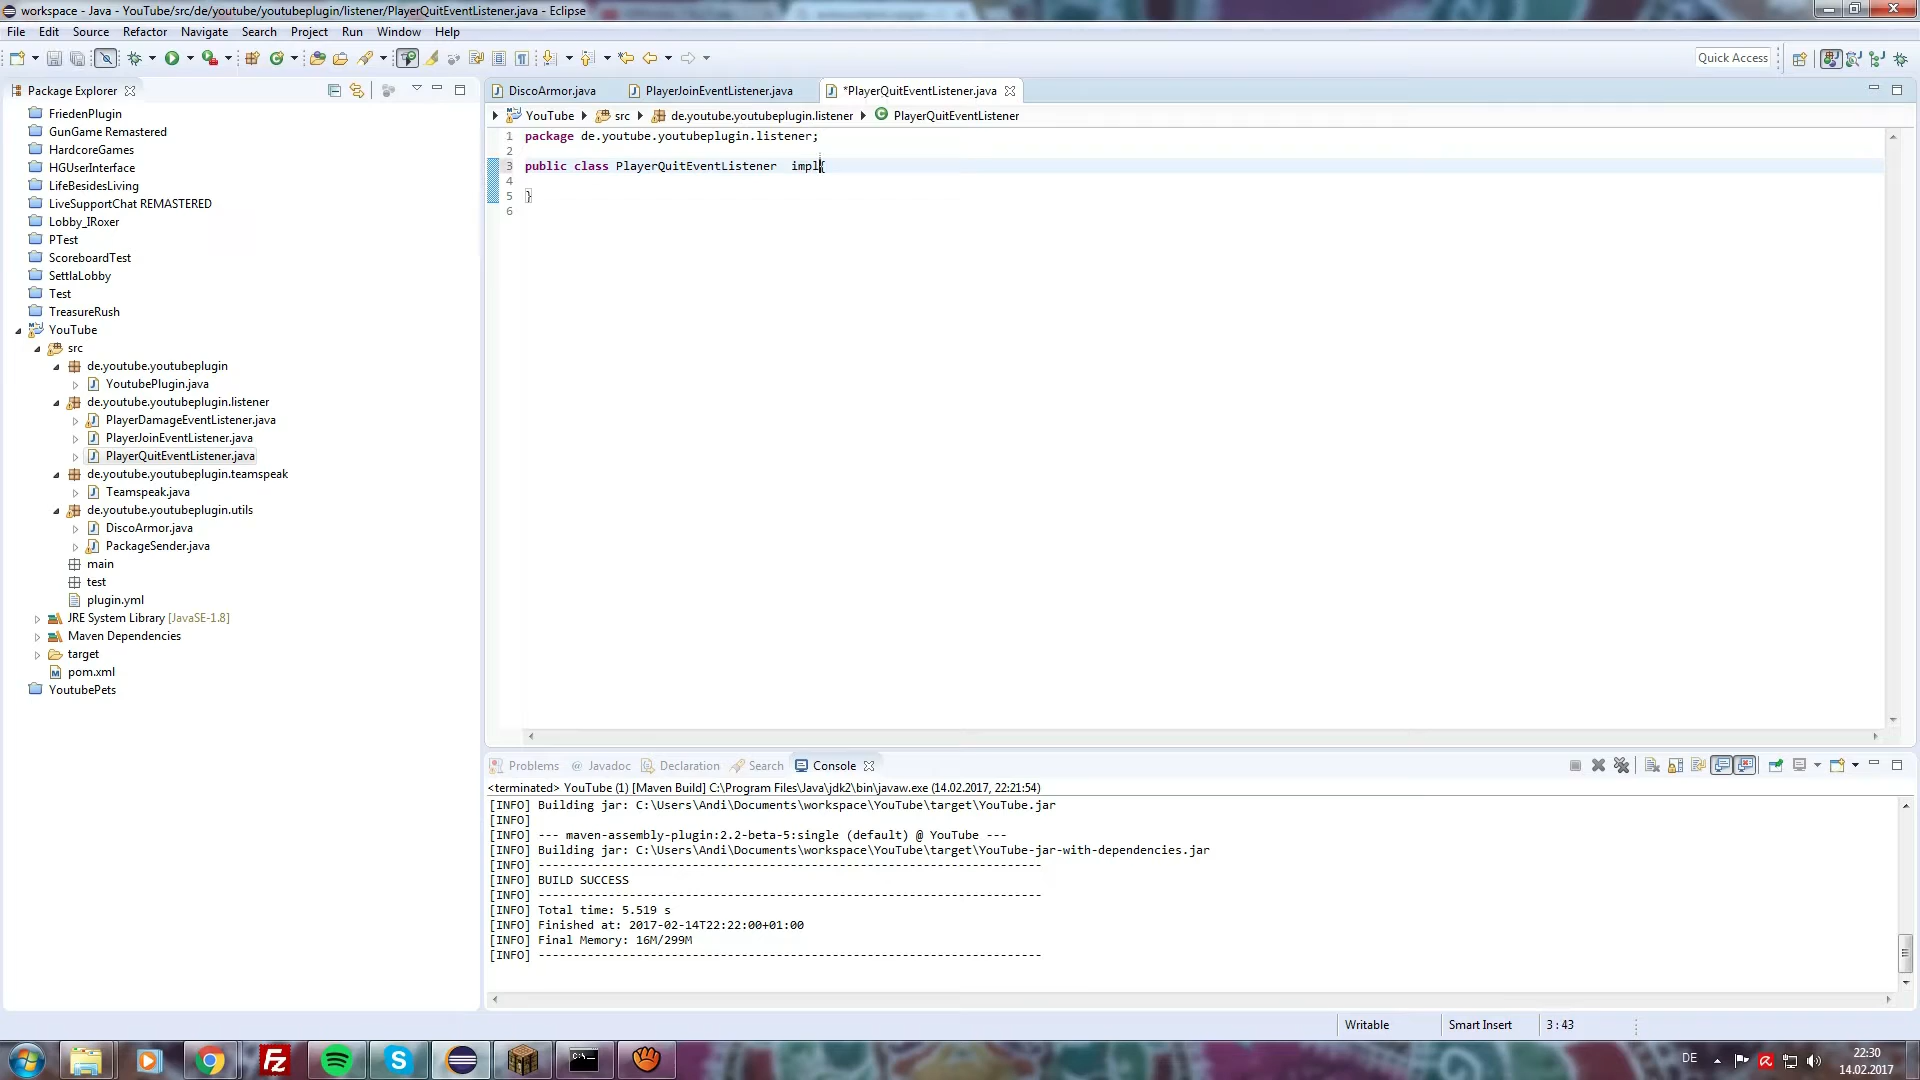 workspace - Java - YouTube/src/de/youtube/youtubeplugin/listener/PlayerQuitEventListener.java - Eclipse
File Edit Source Refactor Navigate Search Project Run Window Help
Quick Access
Package Explorer
FriedenPlugin
GunGame Remastered
HardcoreGames
HGUserInterface
LifeBesidesLiving
LiveSupportChat REMASTERED
Lobby_IRoxer
PTest
ScoreboardTest
SettlaLobby
Test
TreasureRush
YouTube
src
de.youtube.youtubeplugin
YoutubePlugin.java
de.youtube.youtubeplugin.listener
PlayerDamageEventListener.java
PlayerJoinEventListener.java
PlayerQuitEventListener.java
de.youtube.youtubeplugin.teamspeak
Teamspeak.java
de.youtube.youtubeplugin.utils
DiscoArmor.java
PackageSender.java
main
test
plugin.yml
JRE System Library [JavaSE-1.8]
Maven Dependencies
target
pom.xml
YoutubePets
DiscoArmor.java PlayerJoinEventListener.java *PlayerQuitEventListener.java
YouTube src de.youtube.youtubeplugin.listener PlayerQuitEventListener
1 package de.youtube.youtubeplugin.listener;
2
3 public class PlayerQuitEventListener  impl{
4
5 }
6
Problems @ Javadoc Declaration Search Console
<terminated> YouTube (1) [Maven Build] C:\Program Files\Java\jdk2\bin\javaw.exe (14.02.2017, 22:21:54)
[INFO] Building jar: C:\Users\Andi\Documents\workspace\YouTube\target\YouTube.jar
[INFO]
[INFO] --- maven-assembly-plugin:2.2-beta-5:single (default) @ YouTube ---
[INFO] Building jar: C:\Users\Andi\Documents\workspace\YouTube\target\YouTube-jar-with-dependencies.jar
[INFO] ------------------------------------------------------------------------
[INFO] BUILD SUCCESS
[INFO] ------------------------------------------------------------------------
[INFO] Total time: 5.519 s
[INFO] Finished at: 2017-02-14T22:22:00+01:00
[INFO] Final Memory: 16M/299M
[INFO] ------------------------------------------------------------------------
Writable Smart Insert 3 : 43
DE
22:30
14.02.2017